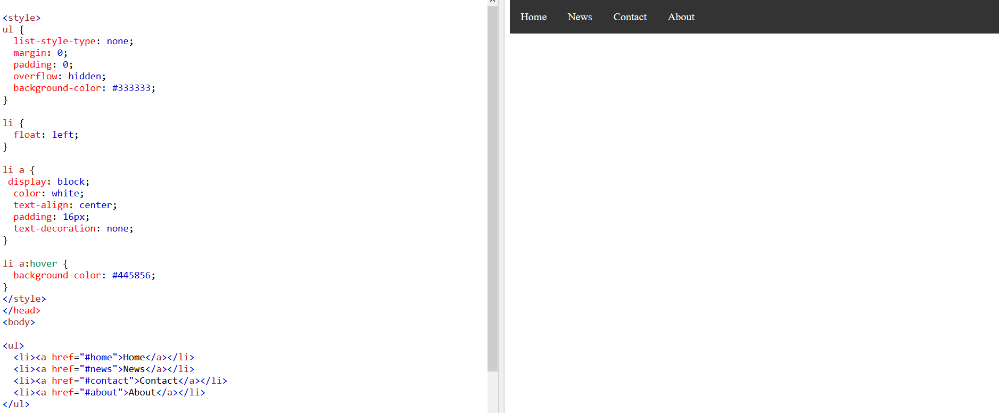 <style>
ul {
  list-style-type: none;
  margin: 0;
  padding: 0;
  overflow: hidden;
  background-color: #333333;
}
li {
  float: left;
}
li a {
 display: block;
  color: white;
  text-align: center;
  padding: 16px;
  text-decoration: none;
}
li a:hover {
  background-color: #445856;
}
</style>
</head>
<body>
<ul>
  <li><a href="#home">Home</a></li>
  <li><a href="#news">News</a></li>
  <li><a href="#contact">Contact</a></li>
  <li><a href="#about">About</a></li>
</ul>
Home News Contact About